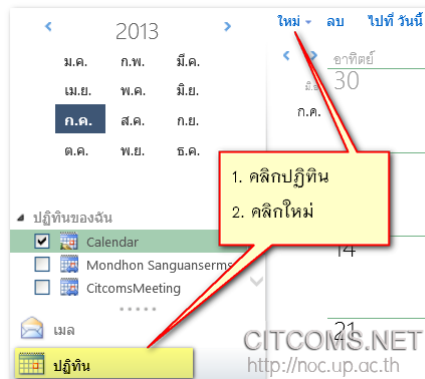 2013
ใหม่ ลบ ไปที่ วันนี้
ม.ค. ก.พ. มี.ค.
เม.ย. พ.ค. มิ.ย.
ก.ค. ส.ค. ก.ย.
ต.ค. พ.ย. ธ.ค.
อาทิตย์
30
ก.ค.
1. คลิกปฏิทิน
2. คลิกใหม่
ปฏิทินของฉัน
Calendar
Mondhon Sanguanserms
CitcomsMeeting
14
เมล
21
ปฏิทิน
CITCOMS.NET
http://noc.up.ac.th